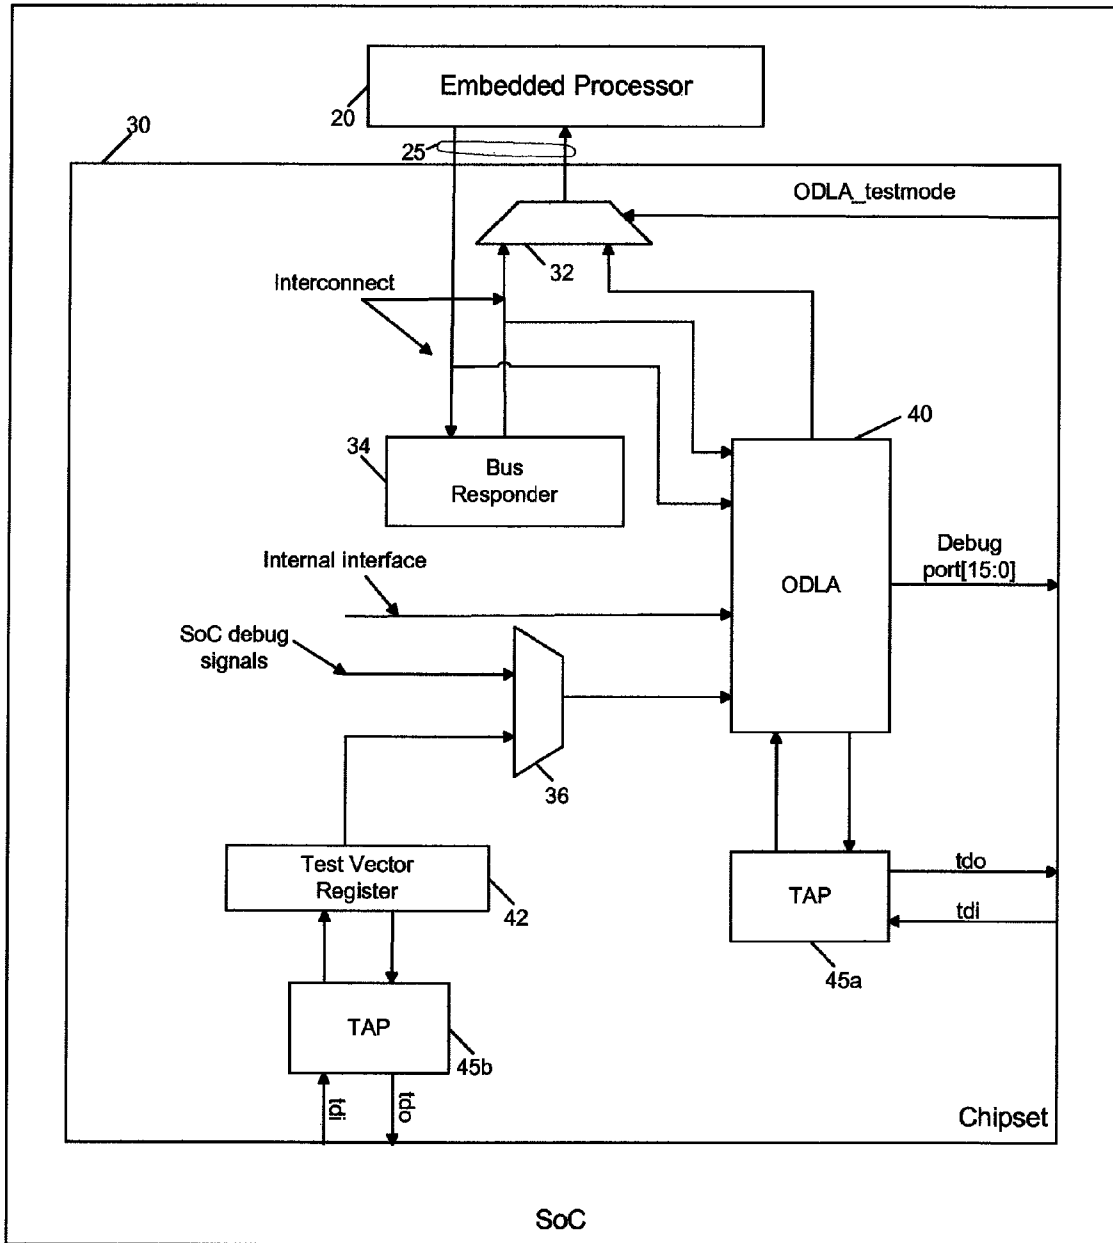 Embedded Processor
20
30
25
ODLA_testmode
32
Interconnect
40
34
Bus
Responder
Internal interface
Debug
port[15:0]
ODLA
SoC debug
signals
36
Test Vector
Register
42
TAP
tdo
tdi
45a
TAP
45b
tdi
tdo
Chipset
SoC